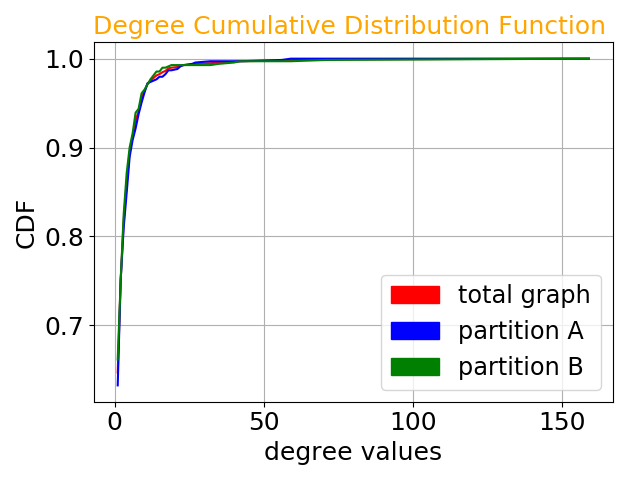 Degree Cumulative Distribution Function
1.0
0.9
0.8
0.7
CDF
total graph
partition A
partition B
0
50
100
150
degree values